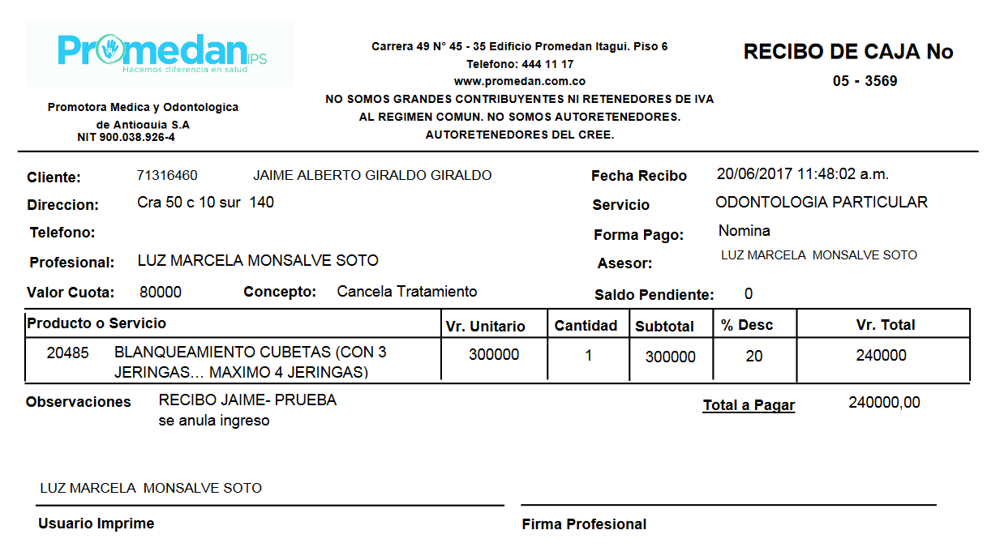 Promedan IPS
Hacemos diferencia en salud
Promotora Medica y Odontologica
de Antioquia S.A
NIT 900.038.926-4
Carrera 49 N° 45 - 35 Edificio Promedan Itagui. Piso 6
Telefono: 444 11 17
www.promedan.com.co
NO SOMOS GRANDES CONTRIBUYENTES NI RETENEDORES DE IVA
AL REGIMEN COMUN. NO SOMOS AUTORETENEDORES.
AUTORETENEDORES DEL CREE.
RECIBO DE CAJA No
05 - 3569
Cliente: 71316460 JAIME ALBERTO GIRALDO GIRALDO Fecha Recibo 20/06/2017 11:48:02 a.m.
Direccion: Cra 50 c 10 sur 140 Servicio ODONTOLOGIA PARTICULAR
Telefono: Forma Pago: Nomina
Profesional: LUZ MARCELA MONSALVE SOTO Asesor: LUZ MARCELA MONSALVE SOTO
Valor Cuota: 80000 Concepto: Cancela Tratamiento Saldo Pendiente: 0
Producto o Servicio Vr. Unitario Cantidad Subtotal % Desc Vr. Total
20485 BLANQUEAMIENTO CUBETAS (CON 3 300000 1 300000 20 240000
JERINGAS... MAXIMO 4 JERINGAS)
Observaciones RECIBO JAIME- PRUEBA Total a Pagar 240000,00
se anula ingreso
LUZ MARCELA MONSALVE SOTO
Usuario Imprime Firma Profesional